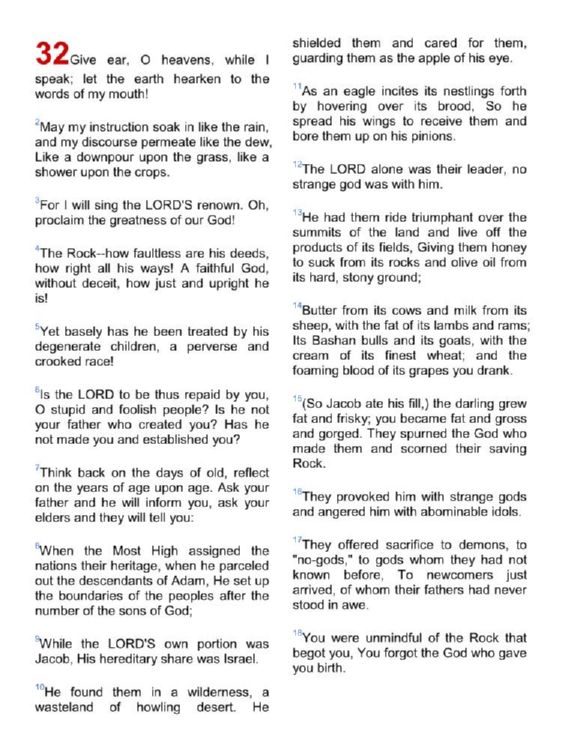 32Give ear, O heavens, while I
speak; let the earth hearken to the
words of my mouth!
2May my instruction soak in like the rain,
and my discourse permeate like the dew,
Like a downpour upon the grass, like a
shower upon the crops.
3For I will sing the LORD'S renown. Oh,
proclaim the greatness of our God!
4The Rock--how faultless are his deeds,
how right all his ways! A faithful God,
without deceit, how just and upright he
is!
5Yet basely has he been treated by his
degenerate children, a perverse and
crooked race!
6Is the LORD to be thus repaid by you,
O stupid and foolish people? Is he not
your father who created you? Has he
not made you and established you?
7Think back on the days of old, reflect
on the years of age upon age. Ask your
father and he will inform you, ask your
elders and they will tell you:
8When the Most High assigned the
nations their heritage, when he parceled
out the descendants of Adam, He set up
the boundaries of the peoples after the
number of the sons of God;
9While the LORD'S own portion was
Jacob, His hereditary share was Israel.
10He found them in a wilderness, a
wasteland of howling desert. He
shielded them and cared for them,
guarding them as the apple of his eye.
11As an eagle incites its nestlings forth
by hovering over its brood, So he
spread his wings to receive them and
bore them up on his pinions.
12The LORD alone was their leader, no
strange god was with him.
13He had them ride triumphant over the
summits of the land and live off the
products of its fields, Giving them honey
to suck from its rocks and olive oil from
its hard, stony ground;
14Butter from its cows and milk from its
sheep, with the fat of its lambs and rams;
Its Bashan bulls and its goats, with the
cream of its finest wheat; and the
foaming blood of its grapes you drank.
15(So Jacob ate his fill,) the darling grew
fat and frisky; you became fat and gross
and gorged. They spurned the God who
made them and scorned their saving
Rock.
16They provoked him with strange gods
and angered him with abominable idols.
17They offered sacrifice to demons, to
"no-gods," to gods whom they had not
known before, To newcomers just
arrived, of whom their fathers had never
stood in awe.
18You were unmindful of the Rock that
begot you, You forgot the God who gave
you birth.